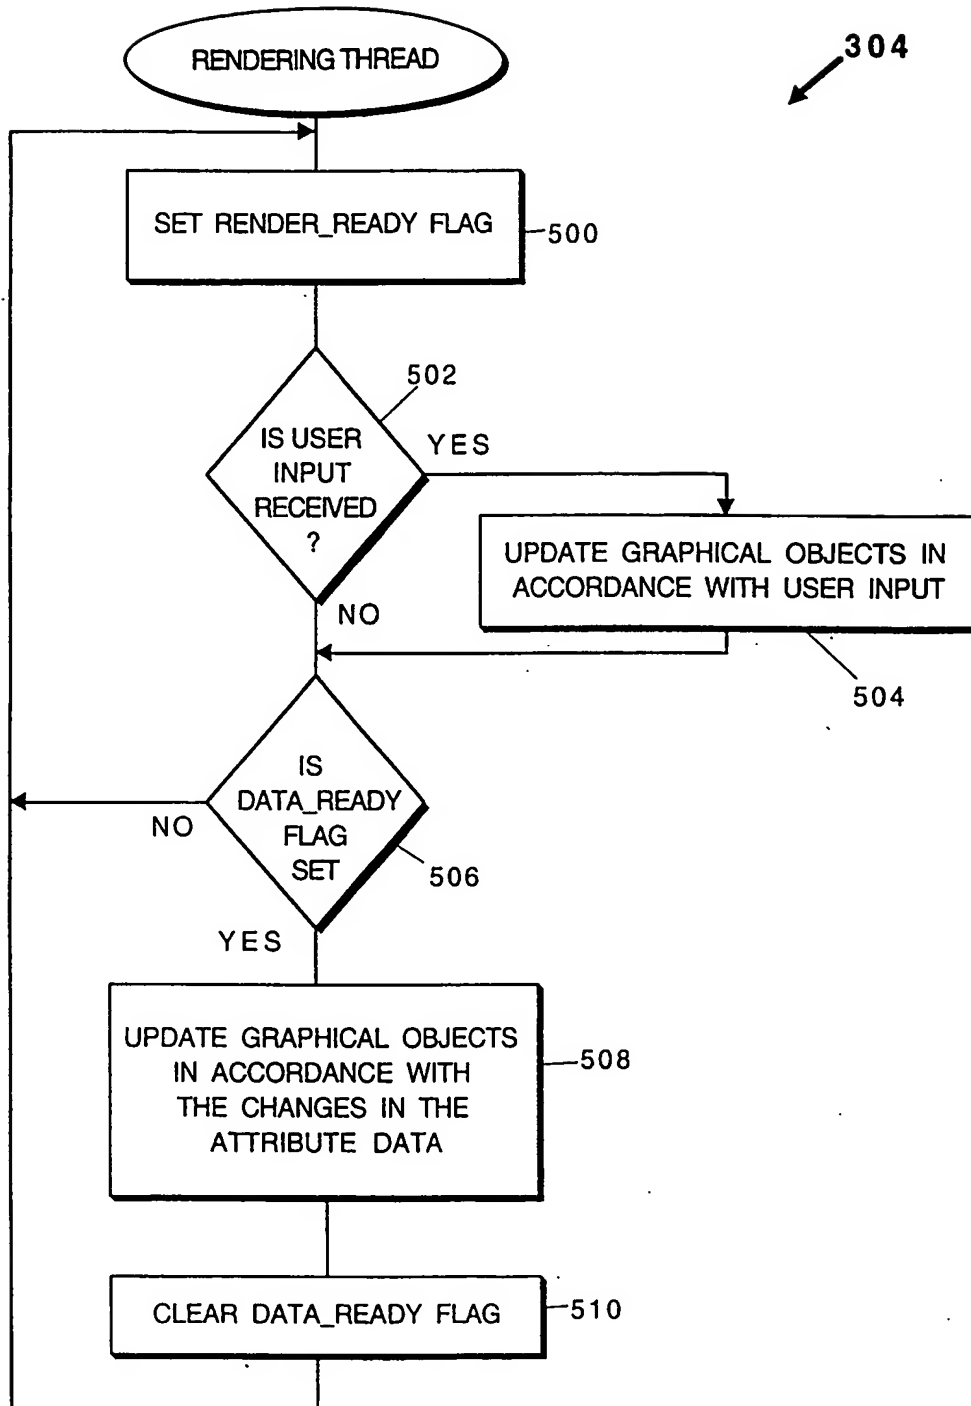 RENDERING THREAD
304
SET RENDER_READY FLAG
500
502
IS USER
INPUT
RECEIVED
?
YES
NO
UPDATE GRAPHICAL OBJECTS IN
ACCORDANCE WITH USER INPUT
504
IS
DATA_READY
FLAG
SET
NO
506
YES
UPDATE GRAPHICAL OBJECTS
IN ACCORDANCE WITH
THE CHANGES IN THE
ATTRIBUTE DATA
508
CLEAR DATA_READY FLAG
510